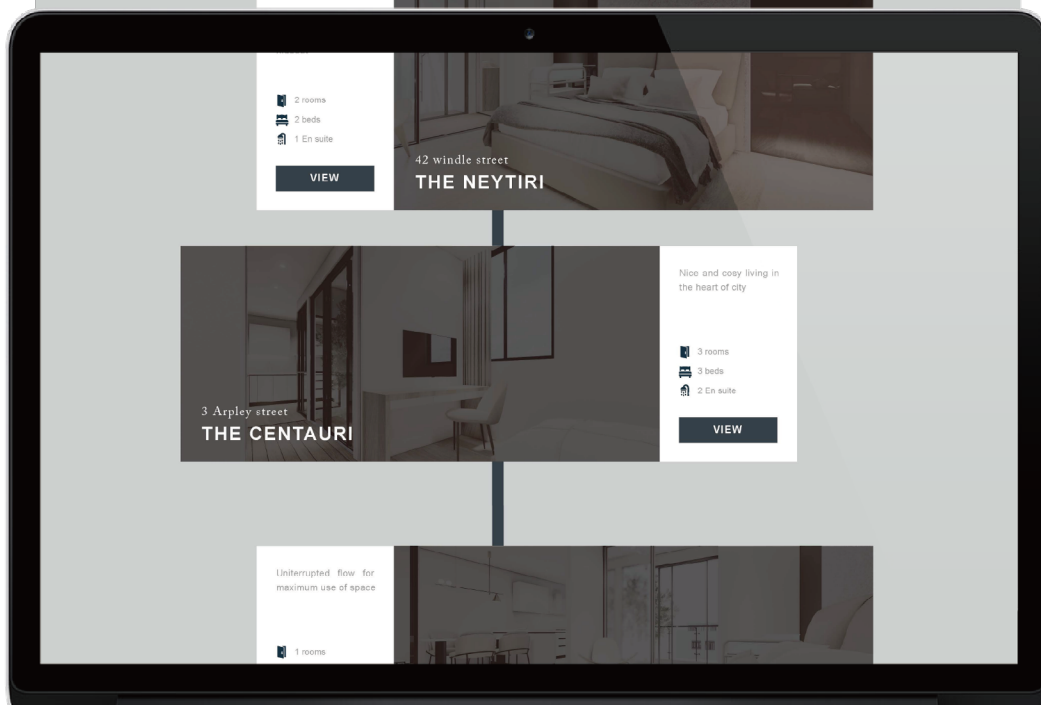 2 rooms
2 beds
1 En suite
VIEW
42 windle street
THE NEYTIRI
3 Arpley street
THE CENTAURI
Nice and cosy living in
the heart of city
3 rooms
3 beds
2 En suite
VIEW
Uniterrupted flow for
maximum use of space
1 rooms